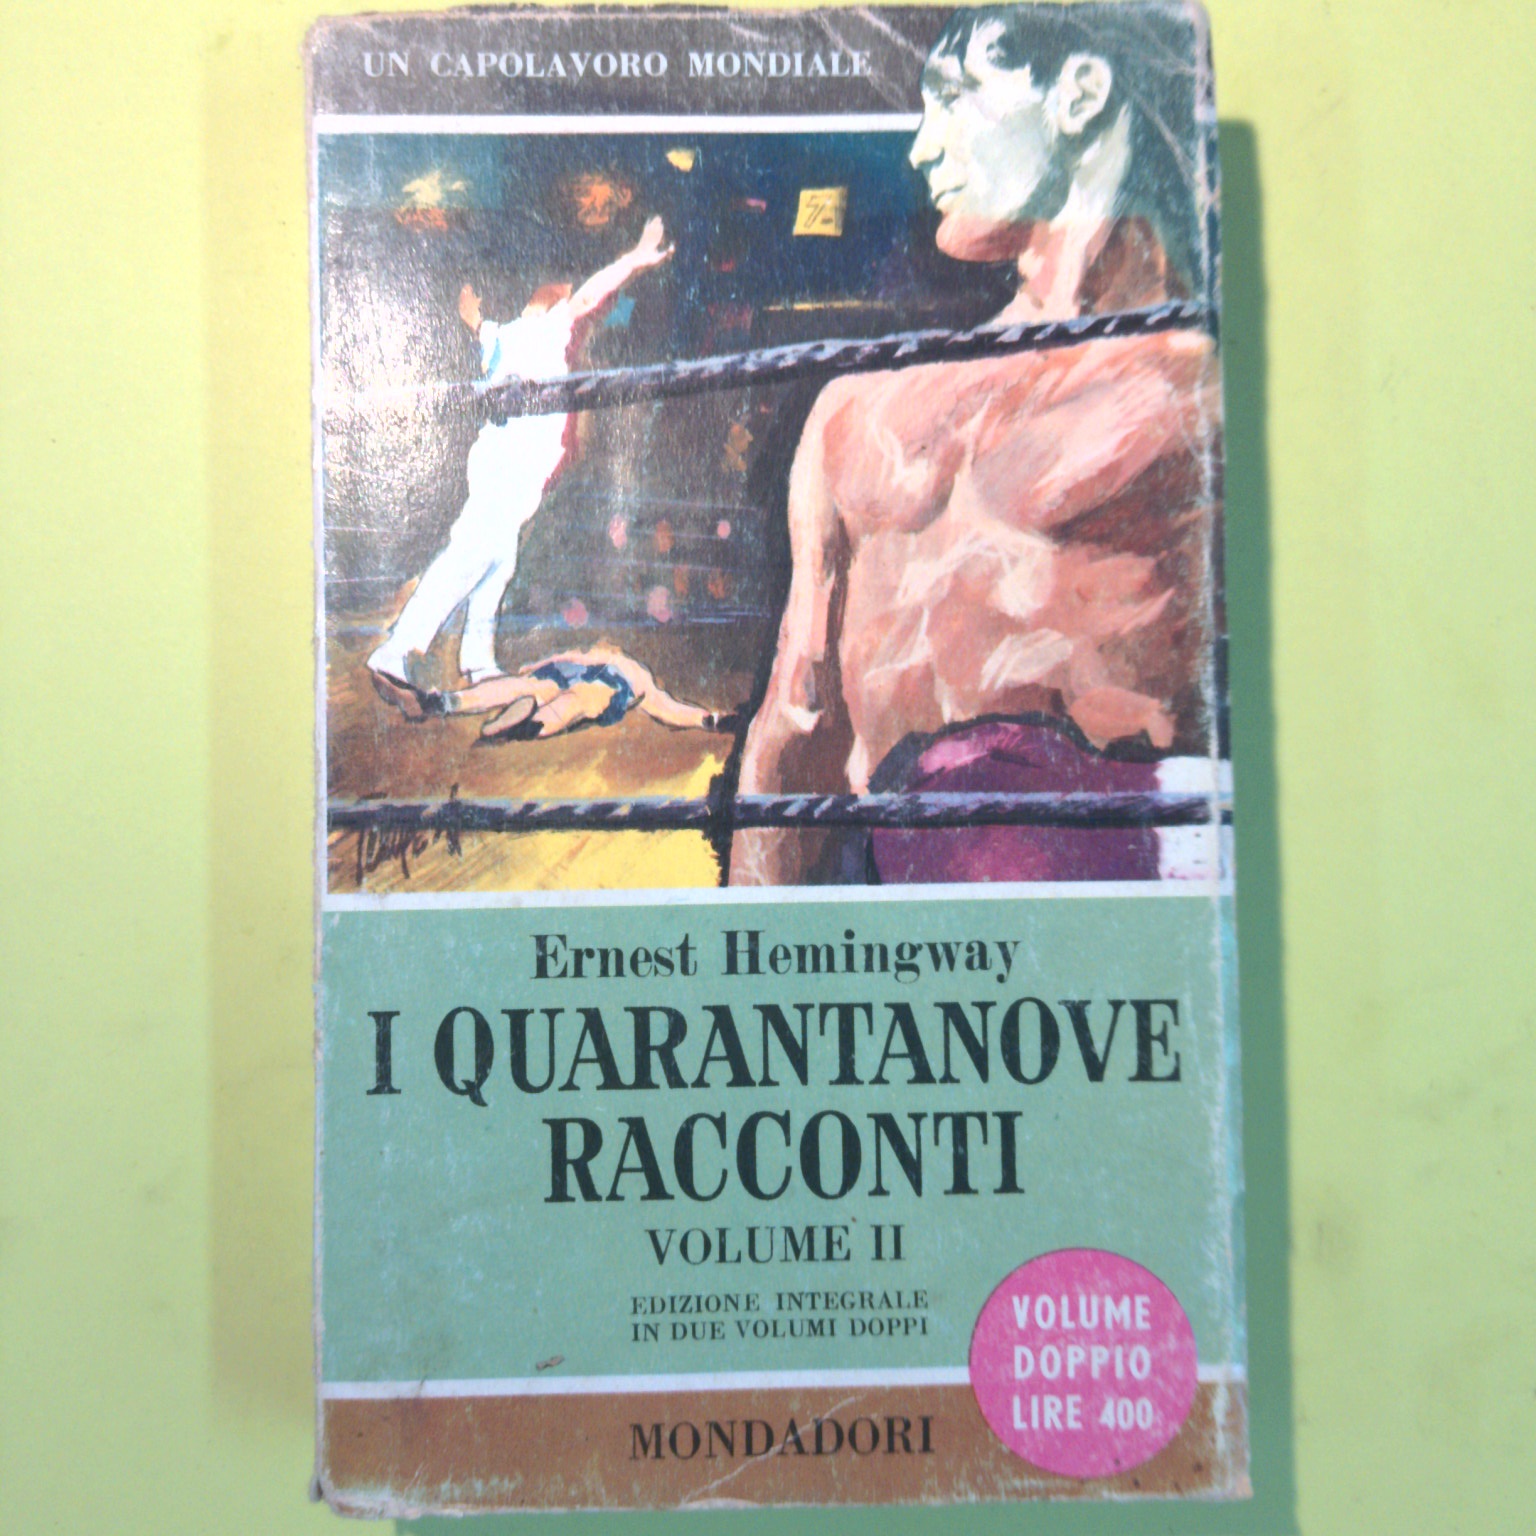 UN CAPOLAVORO MONDIALE
Ernest Hemingway
I QUARANTANOVE
RACCONTI
VOLUME II
EDIZIONE INTEGRALE
IN DUE VOLUMI DOPPI
VOLUME
DOPPIO
LIRE 400
MONDADORI